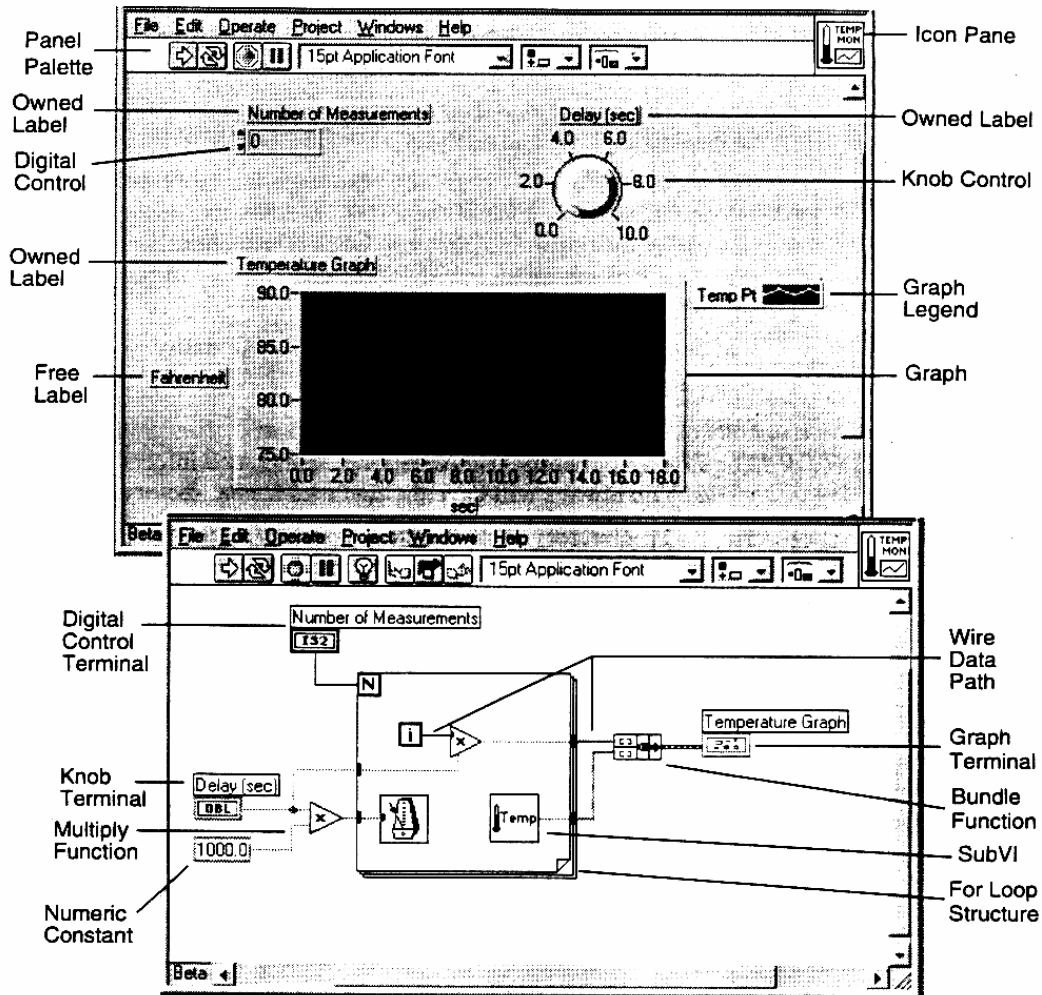 File Edit Operate Project Windows Help
TEMP
MON
Icon Pane
Panel
Palette
15pt Application Font
Owned
Label
Number of Measurements
0
Digital
Control
Delay (sec)
Owned Label
4.0 6.0
2.0 8.0
0.0 10.0
Knob Control
Owned
Label
Temperature Graph
Temp Pt
Graph
Legend
90.0
85.0
80.0
75.0
Free
Label
Fahrenheit
Graph
0.0 2.0 4.0 6.0 8.0 10.0 12.0 14.0 16.0 18.0
sec
Beta
File Edit Operate Project Windows Help
TEMP
MON
15pt Application Font
Digital
Control
Terminal
Number of Measurements
I32
N
i
x
Wire
Data
Path
Temperature Graph
Graph
Terminal
Knob
Terminal
Delay (sec)
DBL
x
Multiply
Function
1000.0
Temp
Bundle
Function
SubVI
For Loop
Structure
Numeric
Constant
Beta